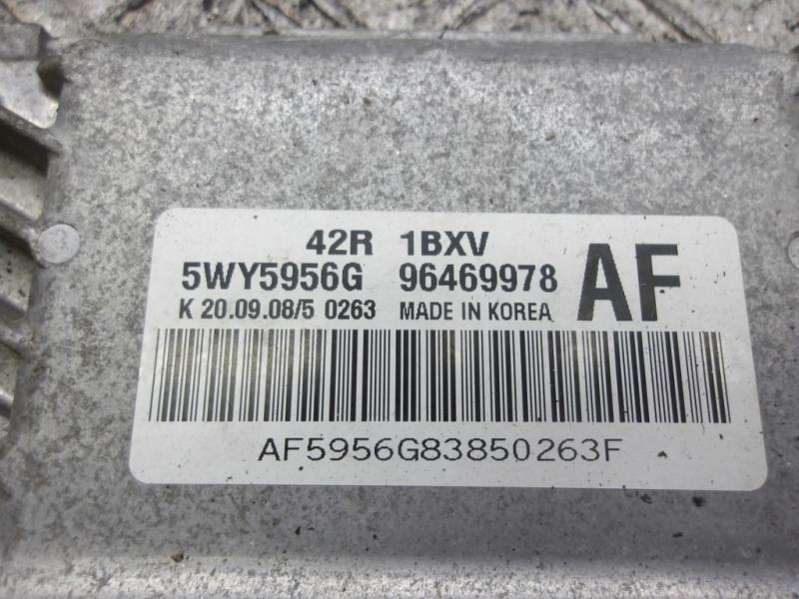 42R 1BXV
5WY5956G 96469978 AF
K 20.09.08/5 0263 MADE IN KOREA
AF5956G83850263F